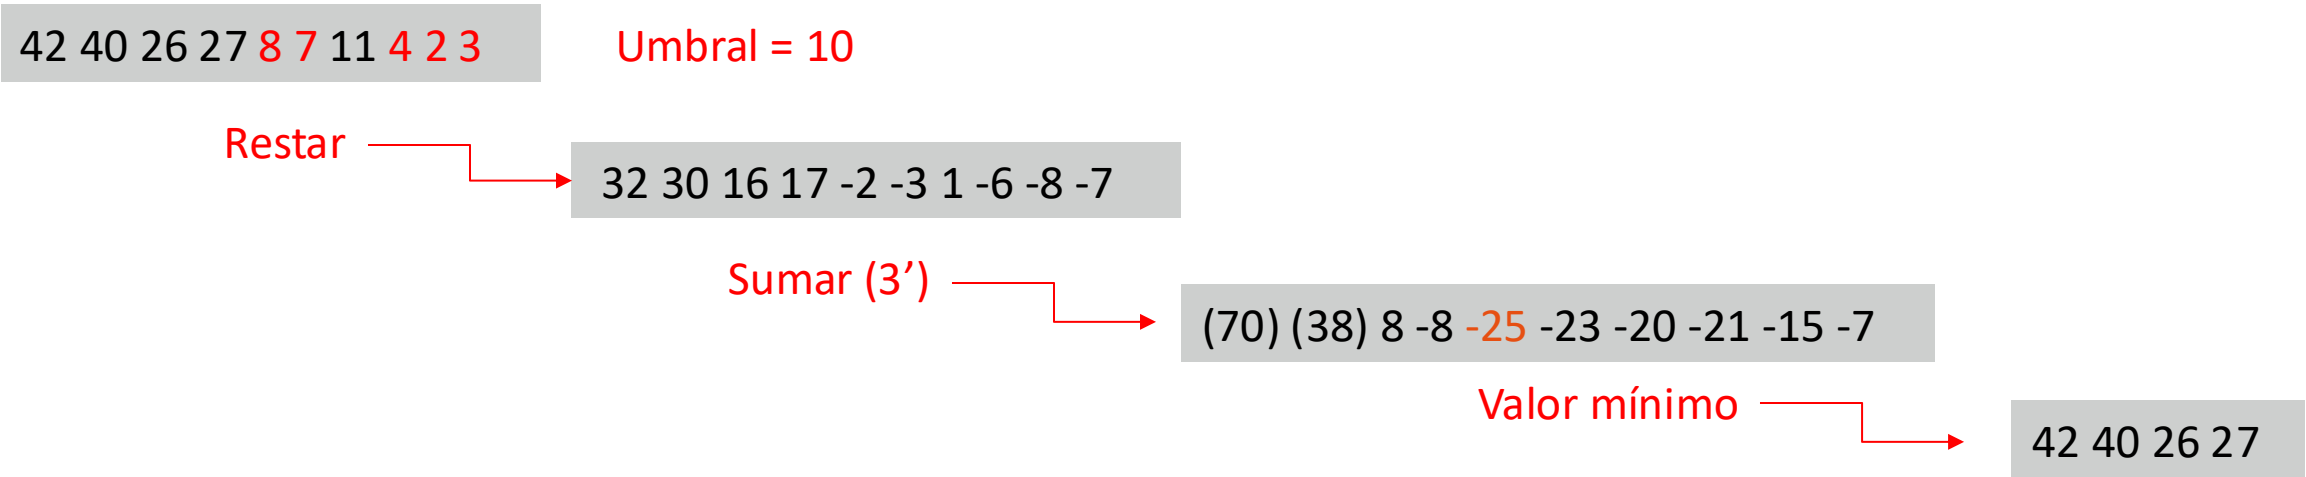 42 40 26 27 8 7 11 4 2 3
Umbral = 10
Restar
32 30 16 17 -2 -3 1 -6 -8 -7
Sumar (3’)
(70) (38) 8 -8 -25 -23 -20 -21 -15 -7
Valor mínimo
42 40 26 27